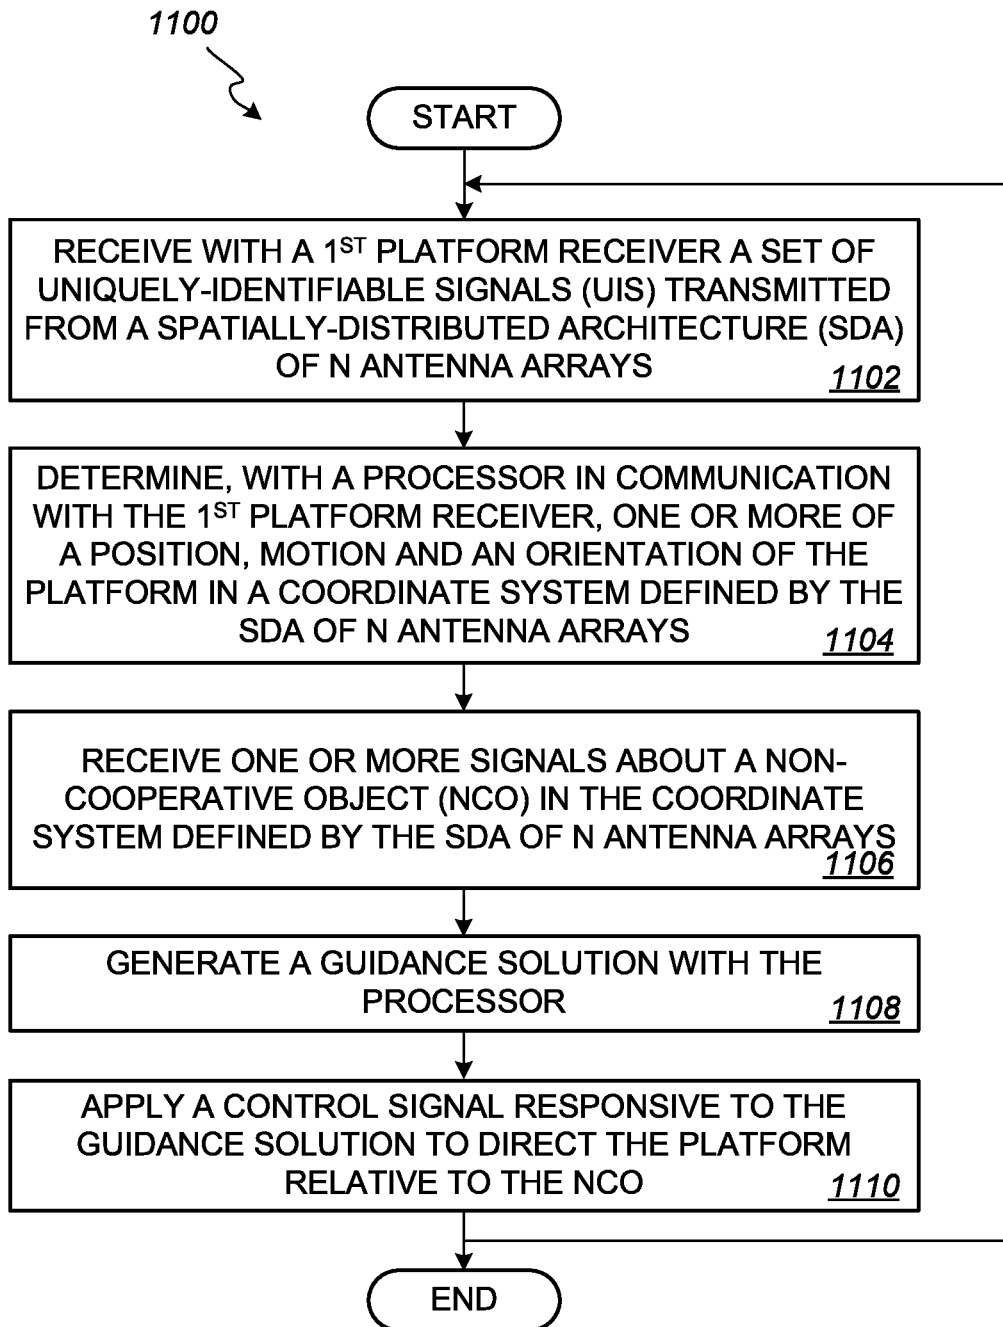 1100
START
RECEIVE WITH A 1ST PLATFORM RECEIVER A SET OF
UNIQUELY-IDENTIFIABLE SIGNALS (UIS) TRANSMITTED
FROM A SPATIALLY-DISTRIBUTED ARCHITECTURE (SDA)
OF N ANTENNA ARRAYS
1102
DETERMINE, WITH A PROCESSOR IN COMMUNICATION
WITH THE 1ST PLATFORM RECEIVER, ONE OR MORE OF
A POSITION, MOTION AND AN ORIENTATION OF THE
PLATFORM IN A COORDINATE SYSTEM DEFINED BY THE
SDA OF N ANTENNA ARRAYS
1104
RECEIVE ONE OR MORE SIGNALS ABOUT A NON-
COOPERATIVE OBJECT (NCO) IN THE COORDINATE
SYSTEM DEFINED BY THE SDA OF N ANTENNA ARRAYS
1106
GENERATE A GUIDANCE SOLUTION WITH THE
PROCESSOR
1108
APPLY A CONTROL SIGNAL RESPONSIVE TO THE
GUIDANCE SOLUTION TO DIRECT THE PLATFORM
RELATIVE TO THE NCO
1110
END